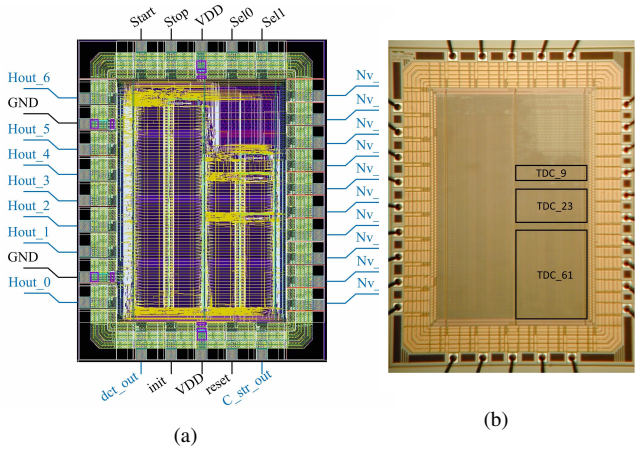 Start
Stop
VDD
Sel0
Sel1
Hout_6
GND
Hout_5
Hout_4
Hout_3
Hout_2
Hout_1
GND
Hout_0
Nv_
Nv_
Nv_
Nv_
Nv_
Nv_
Nv_
Nv_
Nv_
Nv_
dct_out
init
VDD
reset
C_str_out
(a)
TDC_9
TDC_23
TDC_61
(b)